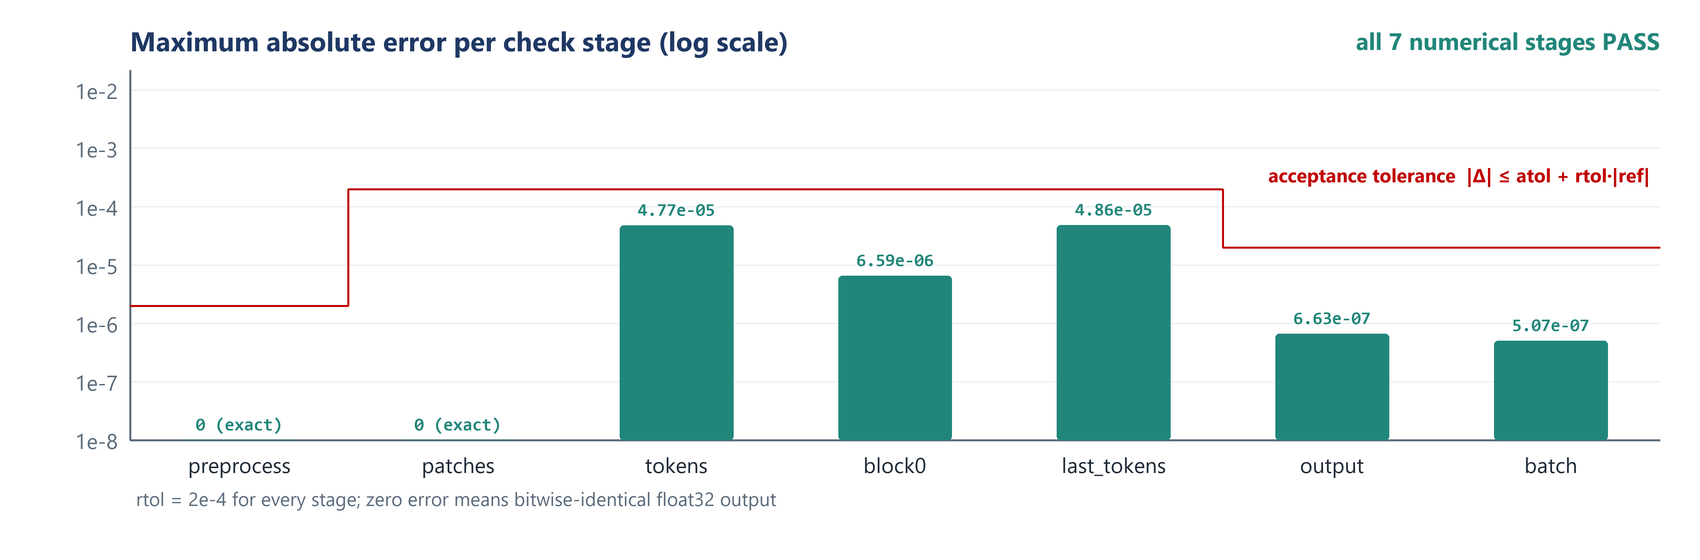 Maximum absolute error per check stage (log scale)
all 7 numerical stages PASS
1e-2
1e-3
acceptance tolerance |Δ| ≤ atol + rtol·|ref|
1e-4
4.77e-05
4.86e-05
1e-5
6.59e-06
1e-6
6.63e-07
5.07e-07
1e-7
0 (exact)
0 (exact)
1e-8
preprocess
patches
tokens
block0
last_tokens
output
batch
rtol = 2e-4 for every stage; zero error means bitwise-identical float32 output